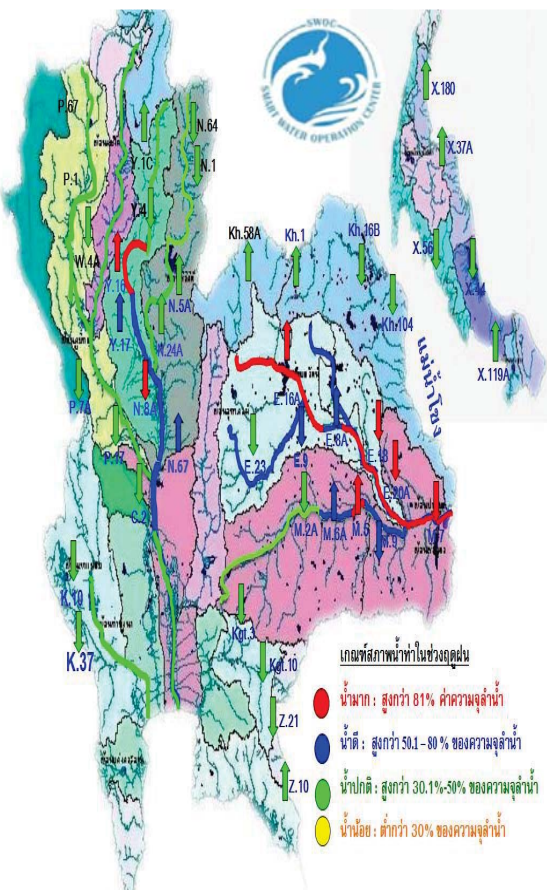 SWOC
SMART WATER OPERATION CENTER
P.67
N.64
X.180
Y.1C
N.1
X.37A
P.1
Y.4
Kh.58A
Kh.1
Kh.16B
X.56
W.4A
X.44
Y.16
N.5A
Kh.104
Y.17
N.24A
แม่น้ำโขง
X.119A
P.7A
N.8A
E.16A
E.8A
P.17
N.67
E.23
E.9
E.18
E.20A
C.2
M.2A
M.6A
M.5
M.9
M.7
K.10
K.37
Kgt.3
Kgt.10
Z.21
Z.10
เกณฑ์สภาพน้ำท่าในช่วงฤดูฝน
น้ำมาก : สูงกว่า 81% ค่าความจุลำน้ำ
น้ำดี : สูงกว่า 50.1 – 80 % ของความจุลำน้ำ
น้ำปกติ : สูงกว่า 30.1%-50% ของความจุลำน้ำ
น้ำน้อย : ต่ำกว่า 30% ของความจุลำน้ำ